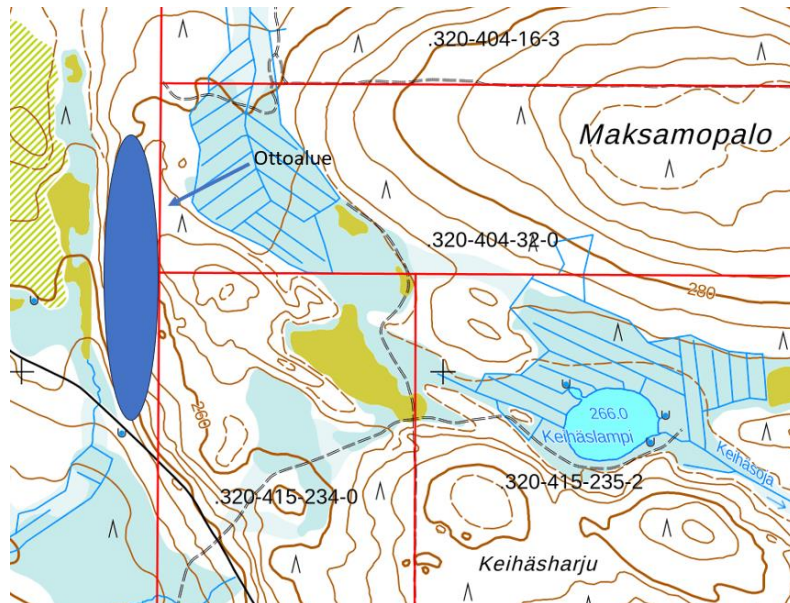 .320-404-16-3
Maksamopalo
Ottoalue
.320-404-32-0
280
260
266.0
Keihäslampi
Keihäsoja
.320-415-234-0
.320-415-235-2
Keihäsharju